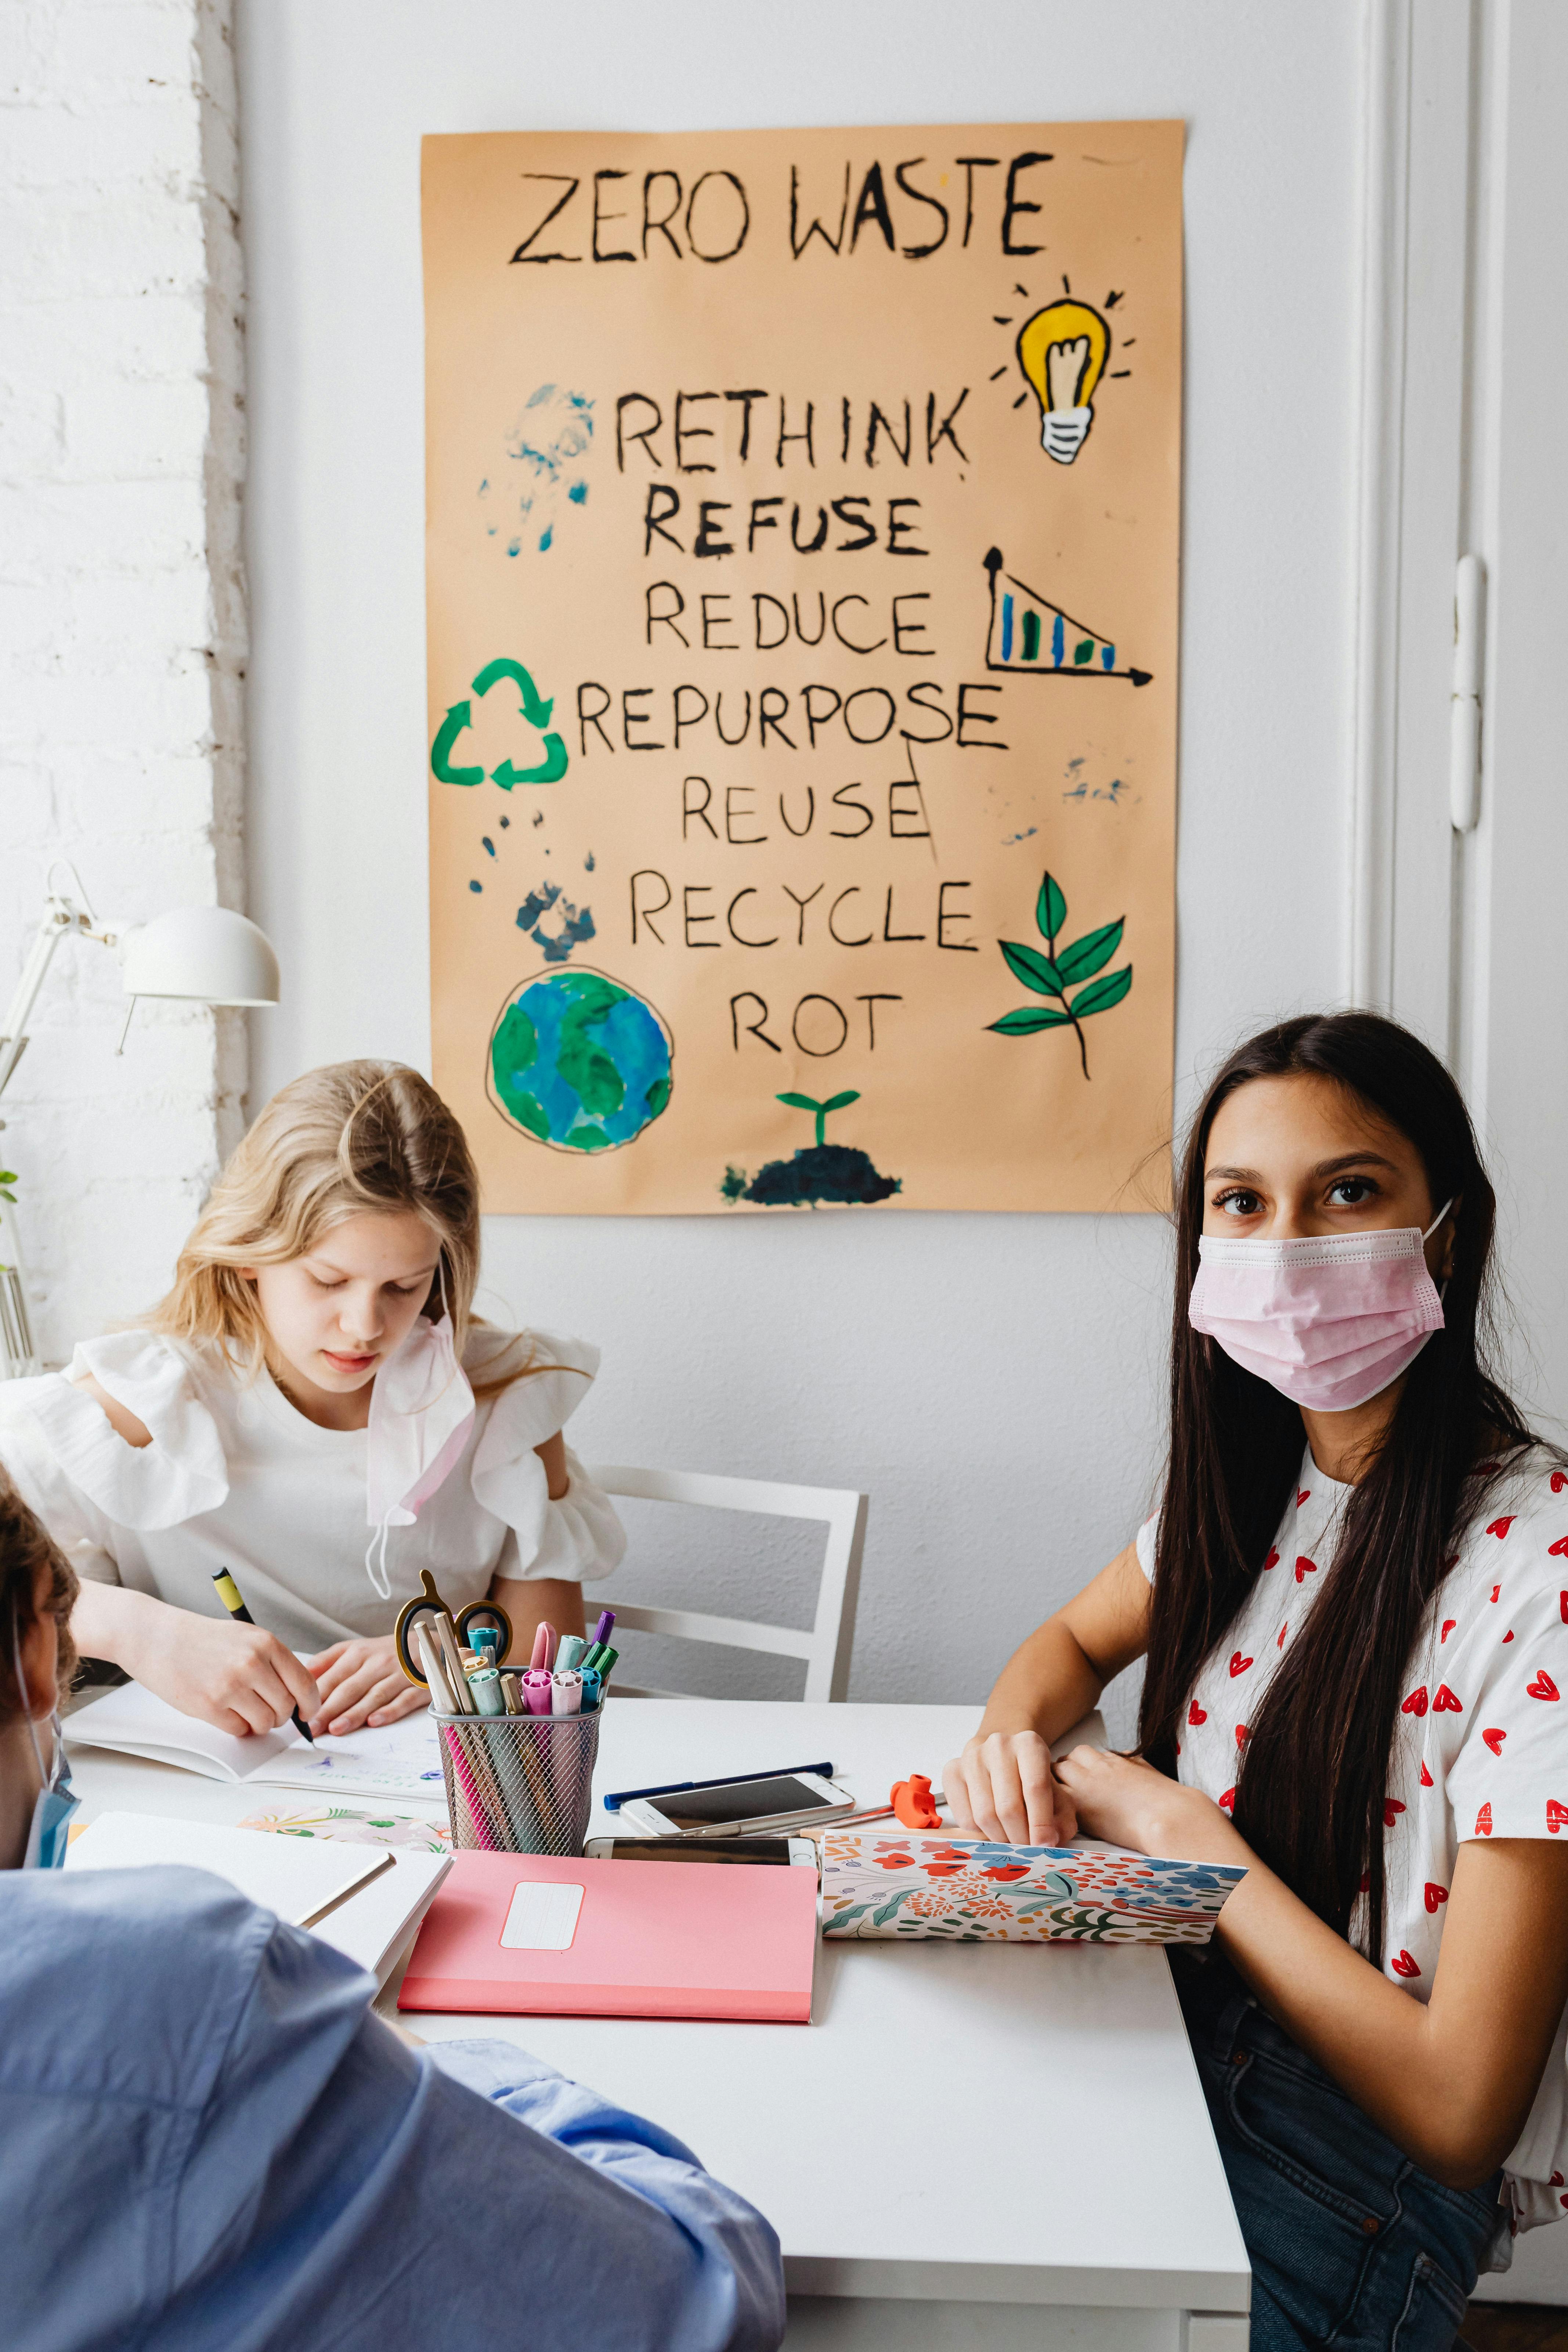 ZERO WASTE
RETHINK
REFUSE
REDUCE
REPURPOSE
REUSE
RECYCLE
ROT